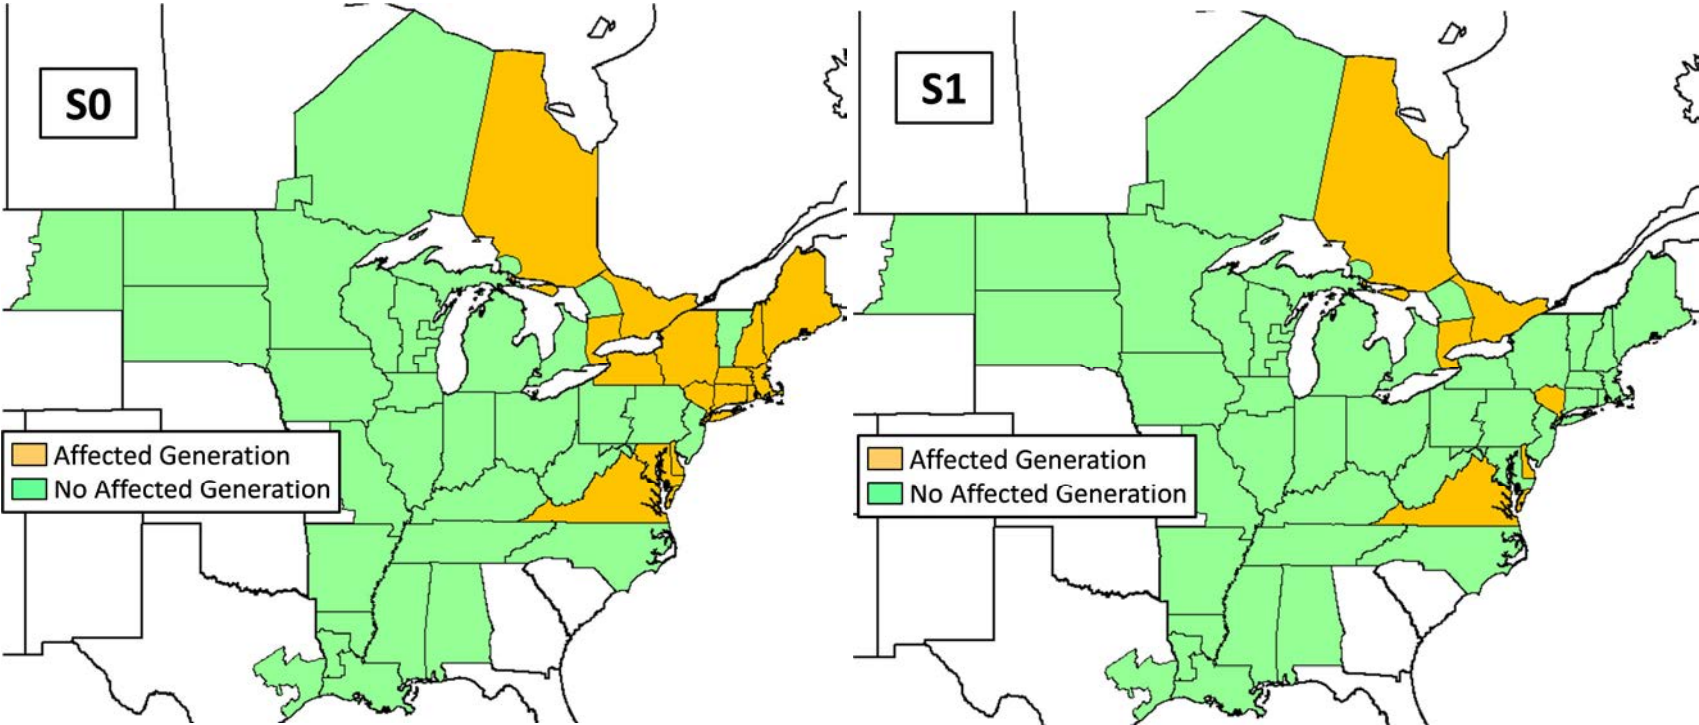 S0
Affected Generation
No Affected Generation
S1
Affected Generation
No Affected Generation